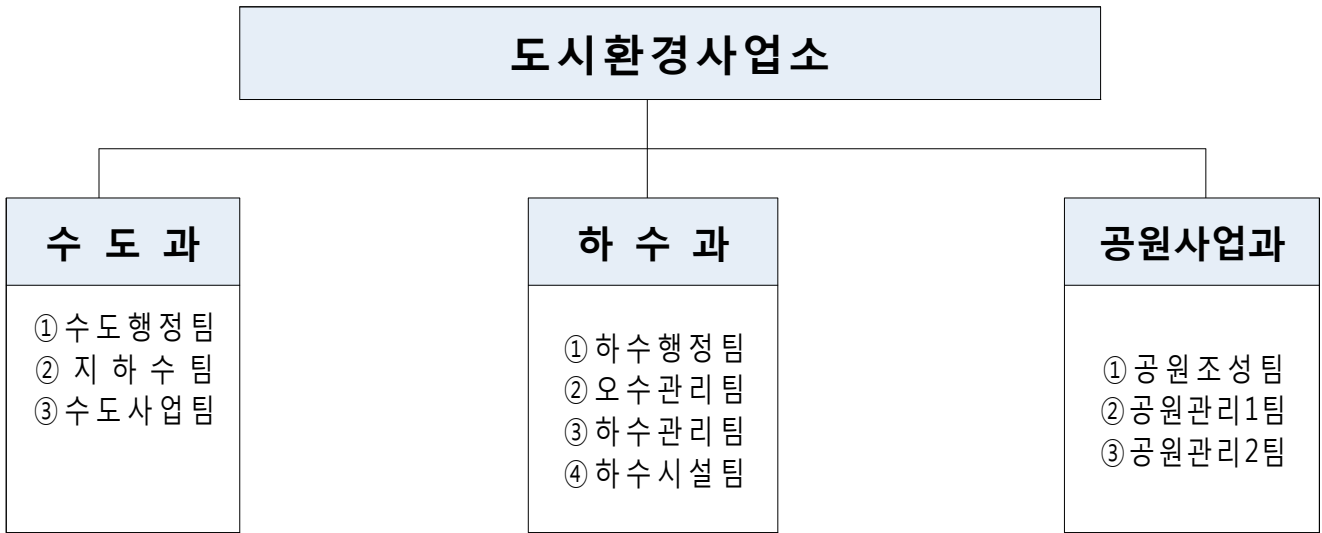 도시환경사업소
수 도 과
①수도행정팀
② 지 하 수 팀
③수도사업팀
하 수 과
①하수행정팀
②오수관리팀
③하수관리팀
④하수시설팀
공원사업과
①공원조성팀
②공원관리1팀
③공원관리2팀